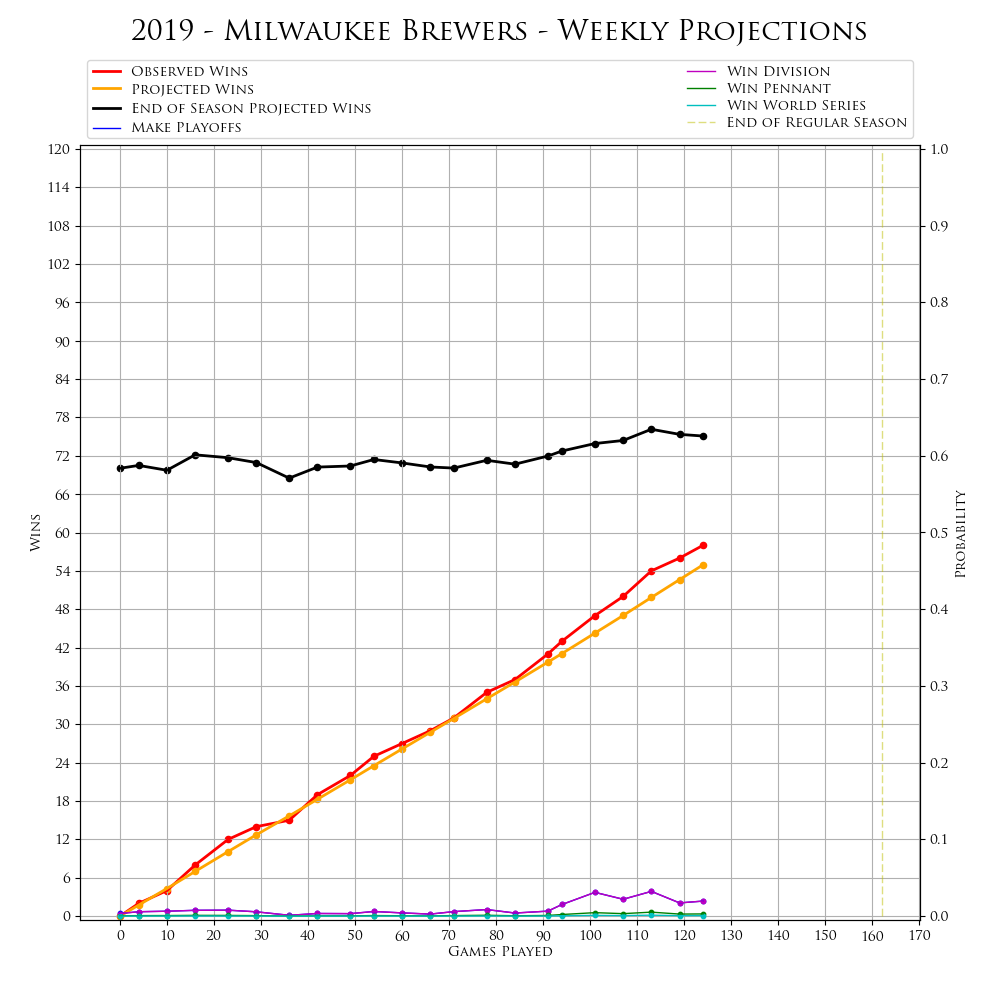 2019 - Milwaukee Brewers - Weekly Projections
Observed Wins
Projected Wins
End of Season Projected Wins
Make Playoffs
Win Division
Win Pennant
Win World Series
End of Regular Season
120
114
108
102
96
90
84
78
72
66
60
54
48
42
36
30
24
18
12
6
0
Wins
1.0
0.9
0.8
0.7
0.6
0.5
0.4
0.3
0.2
0.1
0.0
Probability
0 10 20 30 40 50 60 70 80 90 100 110 120 130 140 150 160 170
Games Played